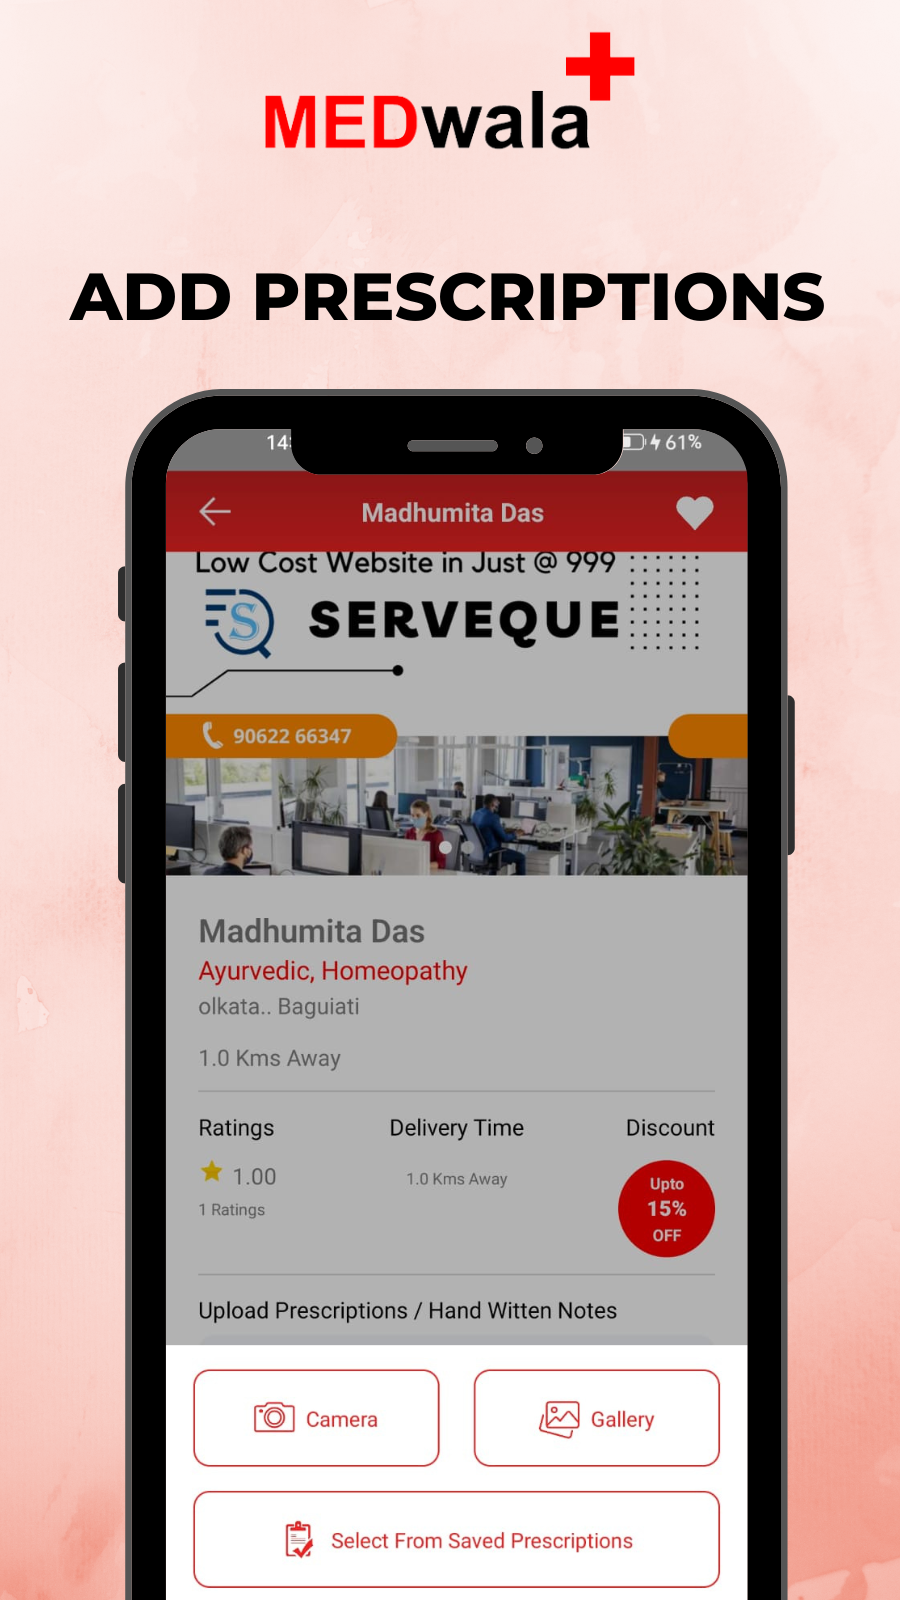 MEDwala
ADD PRESCRIPTIONS
14:
61%
Madhumita Das
Low Cost Website in Just @ 999
S SERVEQUE
90622 66347
Madhumita Das
Ayurvedic, Homeopathy
olkata.. Baguiati
1.0 Kms Away
Ratings Delivery Time Discount
1.00 1.0 Kms Away Upto
1 Ratings 15%
OFF
Upload Prescriptions / Hand Witten Notes
Camera Gallery
Select From Saved Prescriptions